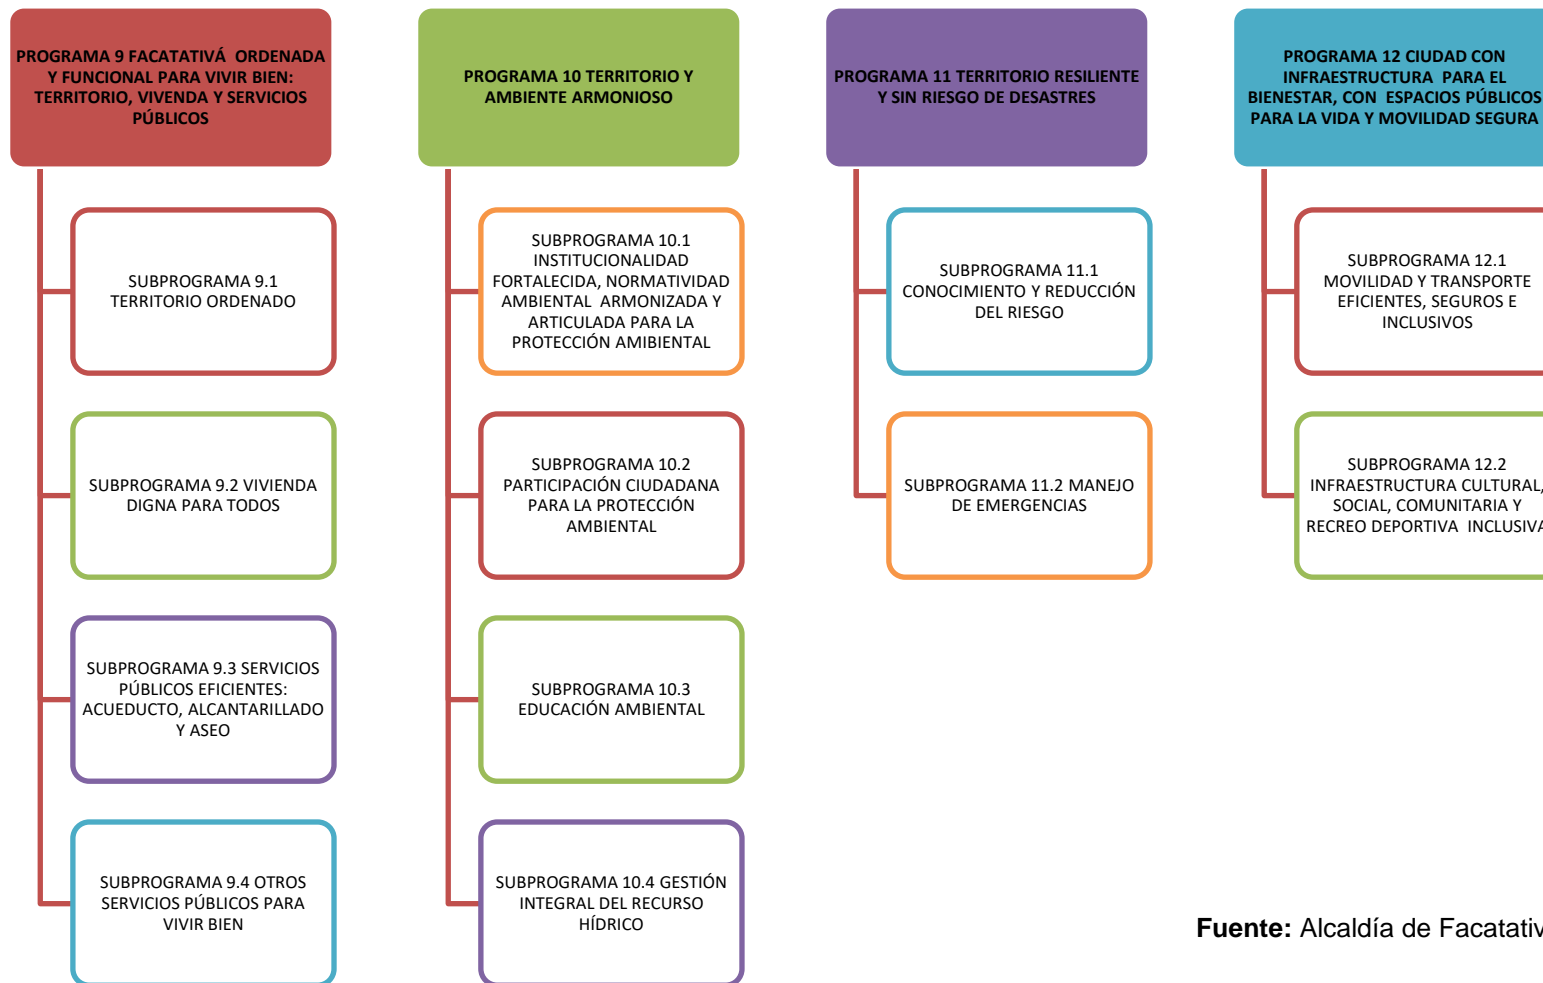 PROGRAMA 9 FACATATIVÁ ORDENADA
Y FUNCIONAL PARA VIVIR BIEN:
TERRITORIO, VIVENDA Y SERVICIOS
PÚBLICOS
SUBPROGRAMA 9.1
TERRITORIO ORDENADO
SUBPROGRAMA 9.2 VIVIENDA
DIGNA PARA TODOS
SUBPROGRAMA 9.3 SERVICIOS
PÚBLICOS EFICIENTES:
ACUEDUCTO, ALCANTARILLADO
Y ASEO
SUBPROGRAMA 9.4 OTROS
SERVICIOS PÚBLICOS PARA
VIVIR BIEN
PROGRAMA 10 TERRITORIO Y
AMBIENTE ARMONIOSO
SUBPROGRAMA 10.1
INSTITUCIONALIDAD
FORTALECIDA, NORMATIVIDAD
AMBIENTAL ARMONIZADA Y
ARTICULADA PARA LA
PROTECCIÓN AMIBIENTAL
SUBPROGRAMA 10.2
PARTICIPACIÓN CIUDADANA
PARA LA PROTECCIÓN
AMBIENTAL
SUBPROGRAMA 10.3
EDUCACIÓN AMBIENTAL
SUBPROGRAMA 10.4 GESTIÓN
INTEGRAL DEL RECURSO
HÍDRICO
PROGRAMA 11 TERRITORIO RESILIENTE
Y SIN RIESGO DE DESASTRES
SUBPROGRAMA 11.1
CONOCIMIENTO Y REDUCCIÓN
DEL RIESGO
SUBPROGRAMA 11.2 MANEJO
DE EMERGENCIAS
PROGRAMA 12 CIUDAD CON
INFRAESTRUCTURA PARA EL
BIENESTAR, CON ESPACIOS PÚBLICOS
PARA LA VIDA Y MOVILIDAD SEGURA
SUBPROGRAMA 12.1
MOVILIDAD Y TRANSPORTE
EFICIENTES, SEGUROS E
INCLUSIVOS
SUBPROGRAMA 12.2
INFRAESTRUCTURA CULTURAL,
SOCIAL, COMUNITARIA Y
RECREO DEPORTIVA INCLUSIVA
Fuente: Alcaldía de Facatativ